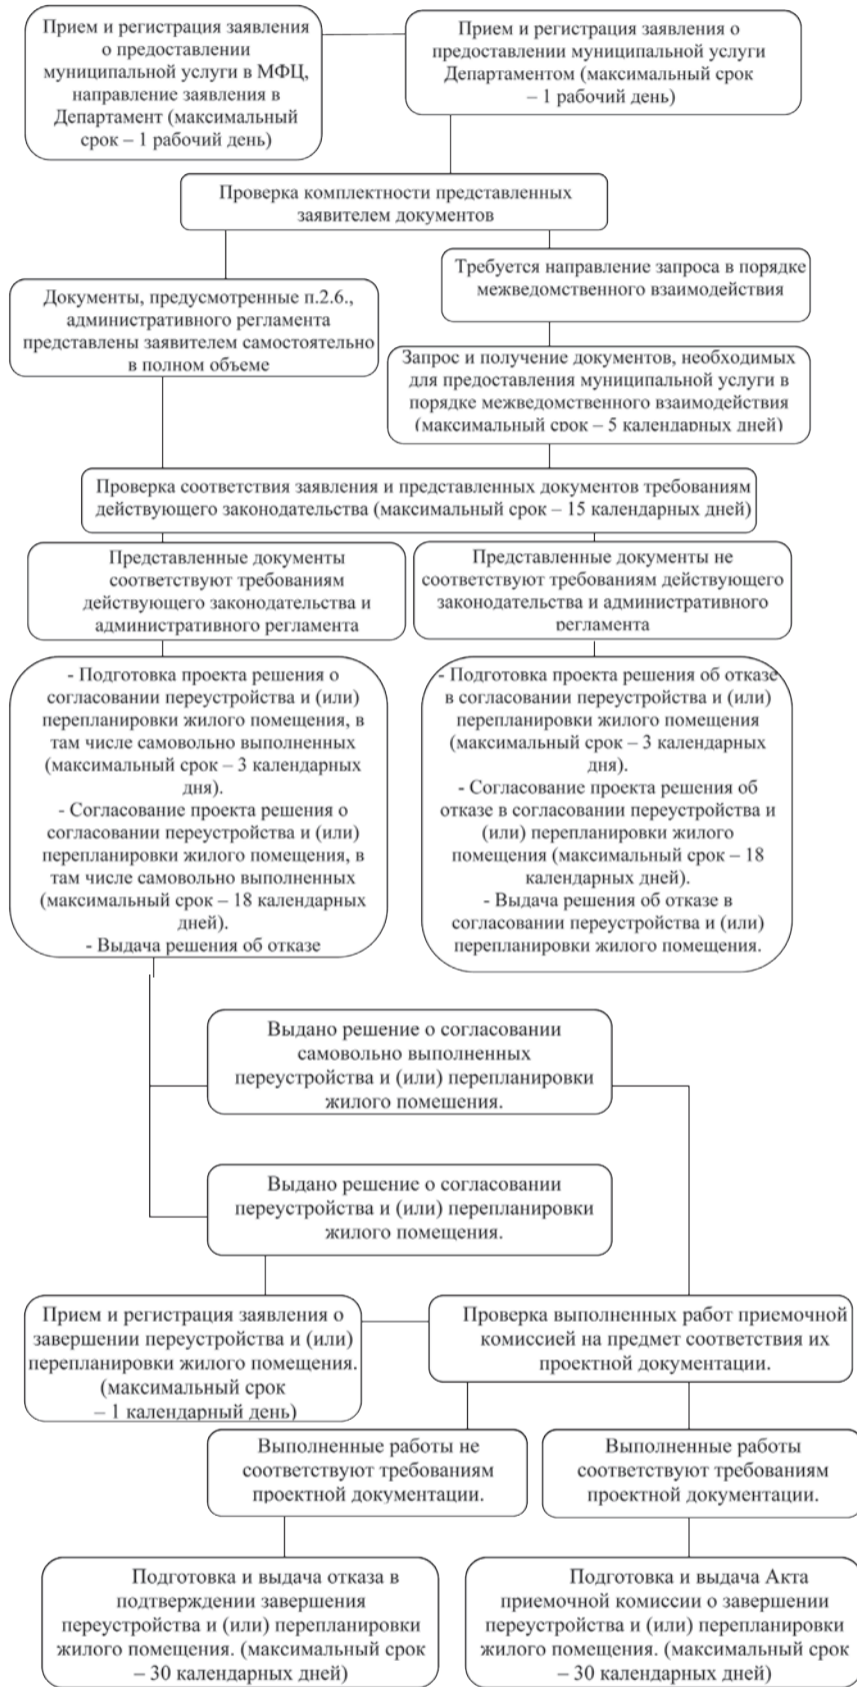 Прием и регистрация заявления
о предоставлении
муниципальной услуги в МФЦ,
направление заявления в
Департамент (максимальный
срок – 1 рабочий день)
Прием и регистрация заявления о
предоставлении муниципальной услуги
Департаментом (максимальный срок
– 1 рабочий день)
Проверка комплектности представленных
заявителем документов
Документы, предусмотренные п.2.6.,
административного регламента
представлены заявителем самостоятельно
в полном объеме
Требуется направление запроса в порядке
межведомственного взаимодействия
Запрос и получение документов, необходимых
для предоставления муниципальной услуги в
порядке межведомственного взаимодействия
(максимальный срок – 5 календарных дней)
Проверка соответствия заявления и представленных документов требованиям
действующего законодательства (максимальный срок – 15 календарных дней)
Представленные документы
соответствуют требованиям
действующего законодательства и
административного регламента
Представленные документы не
соответствуют требованиям действующего
законодательства и административного
регламента
- Подготовка проекта решения о
согласовании переустройства и (или)
перепланировки жилого помещения, в
там числе самовольно выполненных
(максимальный срок – 3 календарных
дня).
- Согласование проекта решения о
согласовании переустройства и (или)
перепланировки жилого помещения, в
там числе самовольно выполненных
(максимальный срок – 18 календарных
дней).
- Выдача решения об отказе
- Подготовка проекта решения об отказе
в согласовании переустройства и (или)
перепланировки жилого помещения
(максимальный срок – 3 календарных
дня).
- Согласование проекта решения об
отказе в согласовании переустройства и
(или) перепланировки жилого
помещения (максимальный срок – 18
календарных дней).
- Выдача решения об отказе в
согласовании переустройства и (или)
перепланировки жилого помещения.
Выдано решение о согласовании
самовольно выполненных
переустройства и (или) перепланировки
жилого помещения.
Выдано решение о согласовании
переустройства и (или) перепланировки
жилого помещения.
Прием и регистрация заявления о
завершении переустройства и (или)
перепланировки жилого помещения.
(максимальный срок
– 1 календарный день)
Проверка выполненных работ приемочной
комиссией на предмет соответствия их
проектной документации.
Выполненные работы не
соответствуют требованиям
проектной документации.
Выполненные работы
соответствуют требованиям
проектной документации.
Подготовка и выдача отказа в
подтверждении завершения
переустройства и (или) перепланировки
жилого помещения. (максимальный срок
– 30 календарных дней)
Подготовка и выдача Акта
приемочной комиссии о завершении
переустройства и (или) перепланировки
жилого помещения. (максимальный срок
– 30 календарных дней)